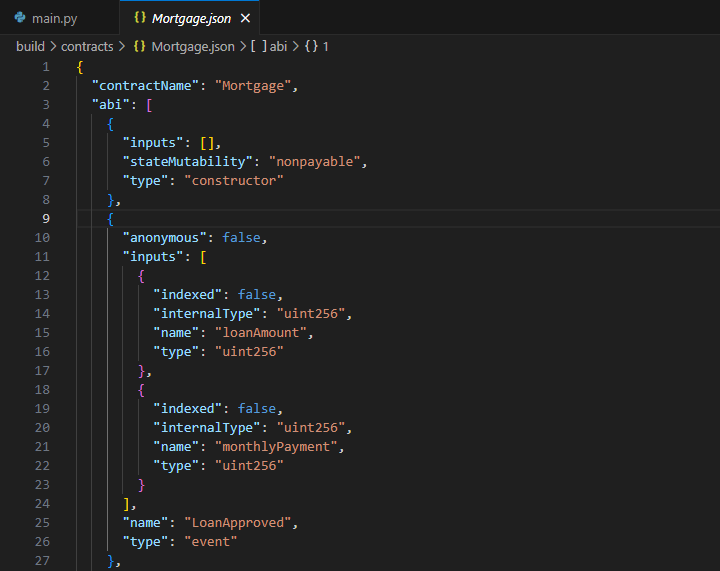 main.py {} Mortgage.json ×
build > contracts > {} Mortgage.json > [ ] abi > {} 1
1 {
2 "contractName": "Mortgage",
3 "abi": [
4 {
5 "inputs": [],
6 "stateMutability": "nonpayable",
7 "type": "constructor"
8 },
9 {
10 "anonymous": false,
11 "inputs": [
12 {
13 "indexed": false,
14 "internalType": "uint256",
15 "name": "loanAmount",
16 "type": "uint256"
17 },
18 {
19 "indexed": false,
20 "internalType": "uint256",
21 "name": "monthlyPayment",
22 "type": "uint256"
23 }
24 ],
25 "name": "LoanApproved",
26 "type": "event"
27 },